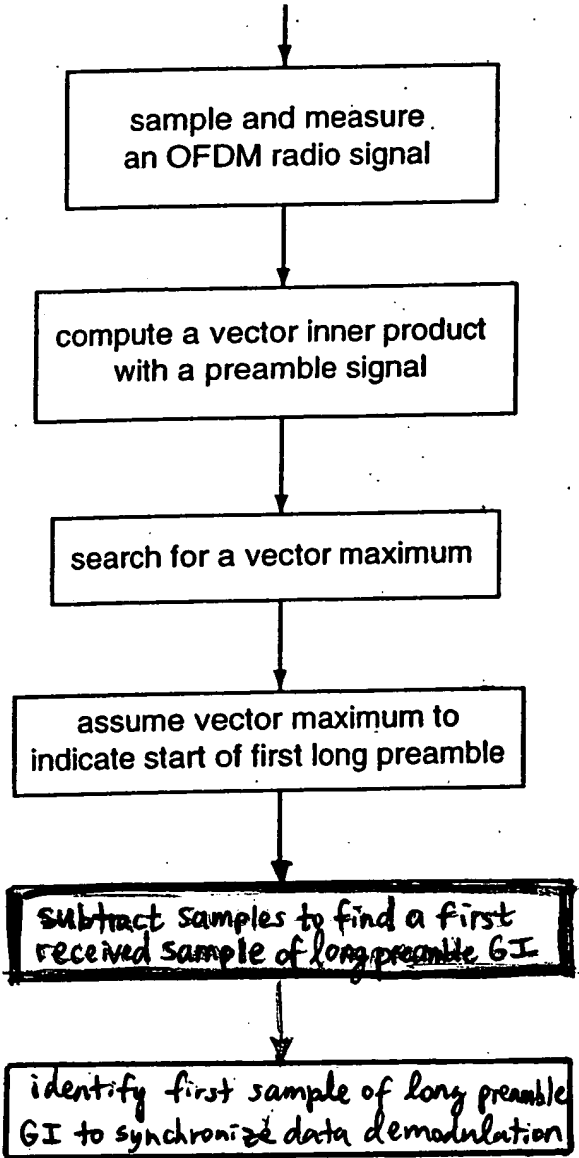 sample and measure
an OFDM radio signal
compute a vector inner product
with a preamble signal
search for a vector maximum
assume vector maximum to
indicate start of first long preamble
subtract samples to find a first
received sample of long preamble GI
identify first sample of long preamble
GI to synchronize data demodulation